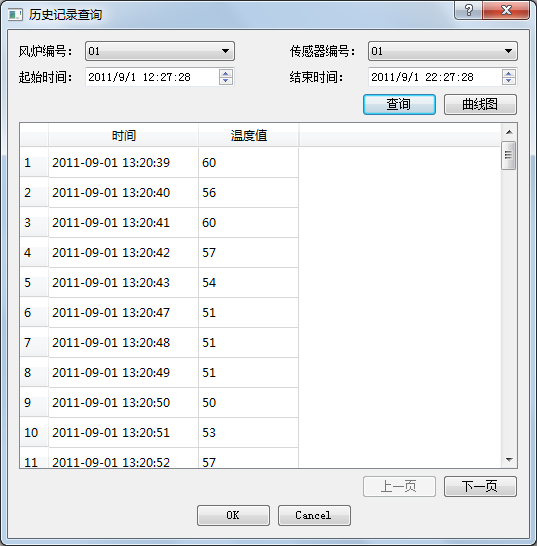 历史记录查询
风炉编号： 01 传感器编号： 01
起始时间： 2011/9/1 12:27:28 结束时间： 2011/9/1 22:27:28
查询 曲线图
时间 温度值
1 2011-09-01 13:20:39 60
2 2011-09-01 13:20:40 56
3 2011-09-01 13:20:41 60
4 2011-09-01 13:20:42 57
5 2011-09-01 13:20:43 54
6 2011-09-01 13:20:47 51
7 2011-09-01 13:20:48 51
8 2011-09-01 13:20:49 51
9 2011-09-01 13:20:50 50
10 2011-09-01 13:20:51 53
11 2011-09-01 13:20:52 57
上一页 下一页
OK Cancel